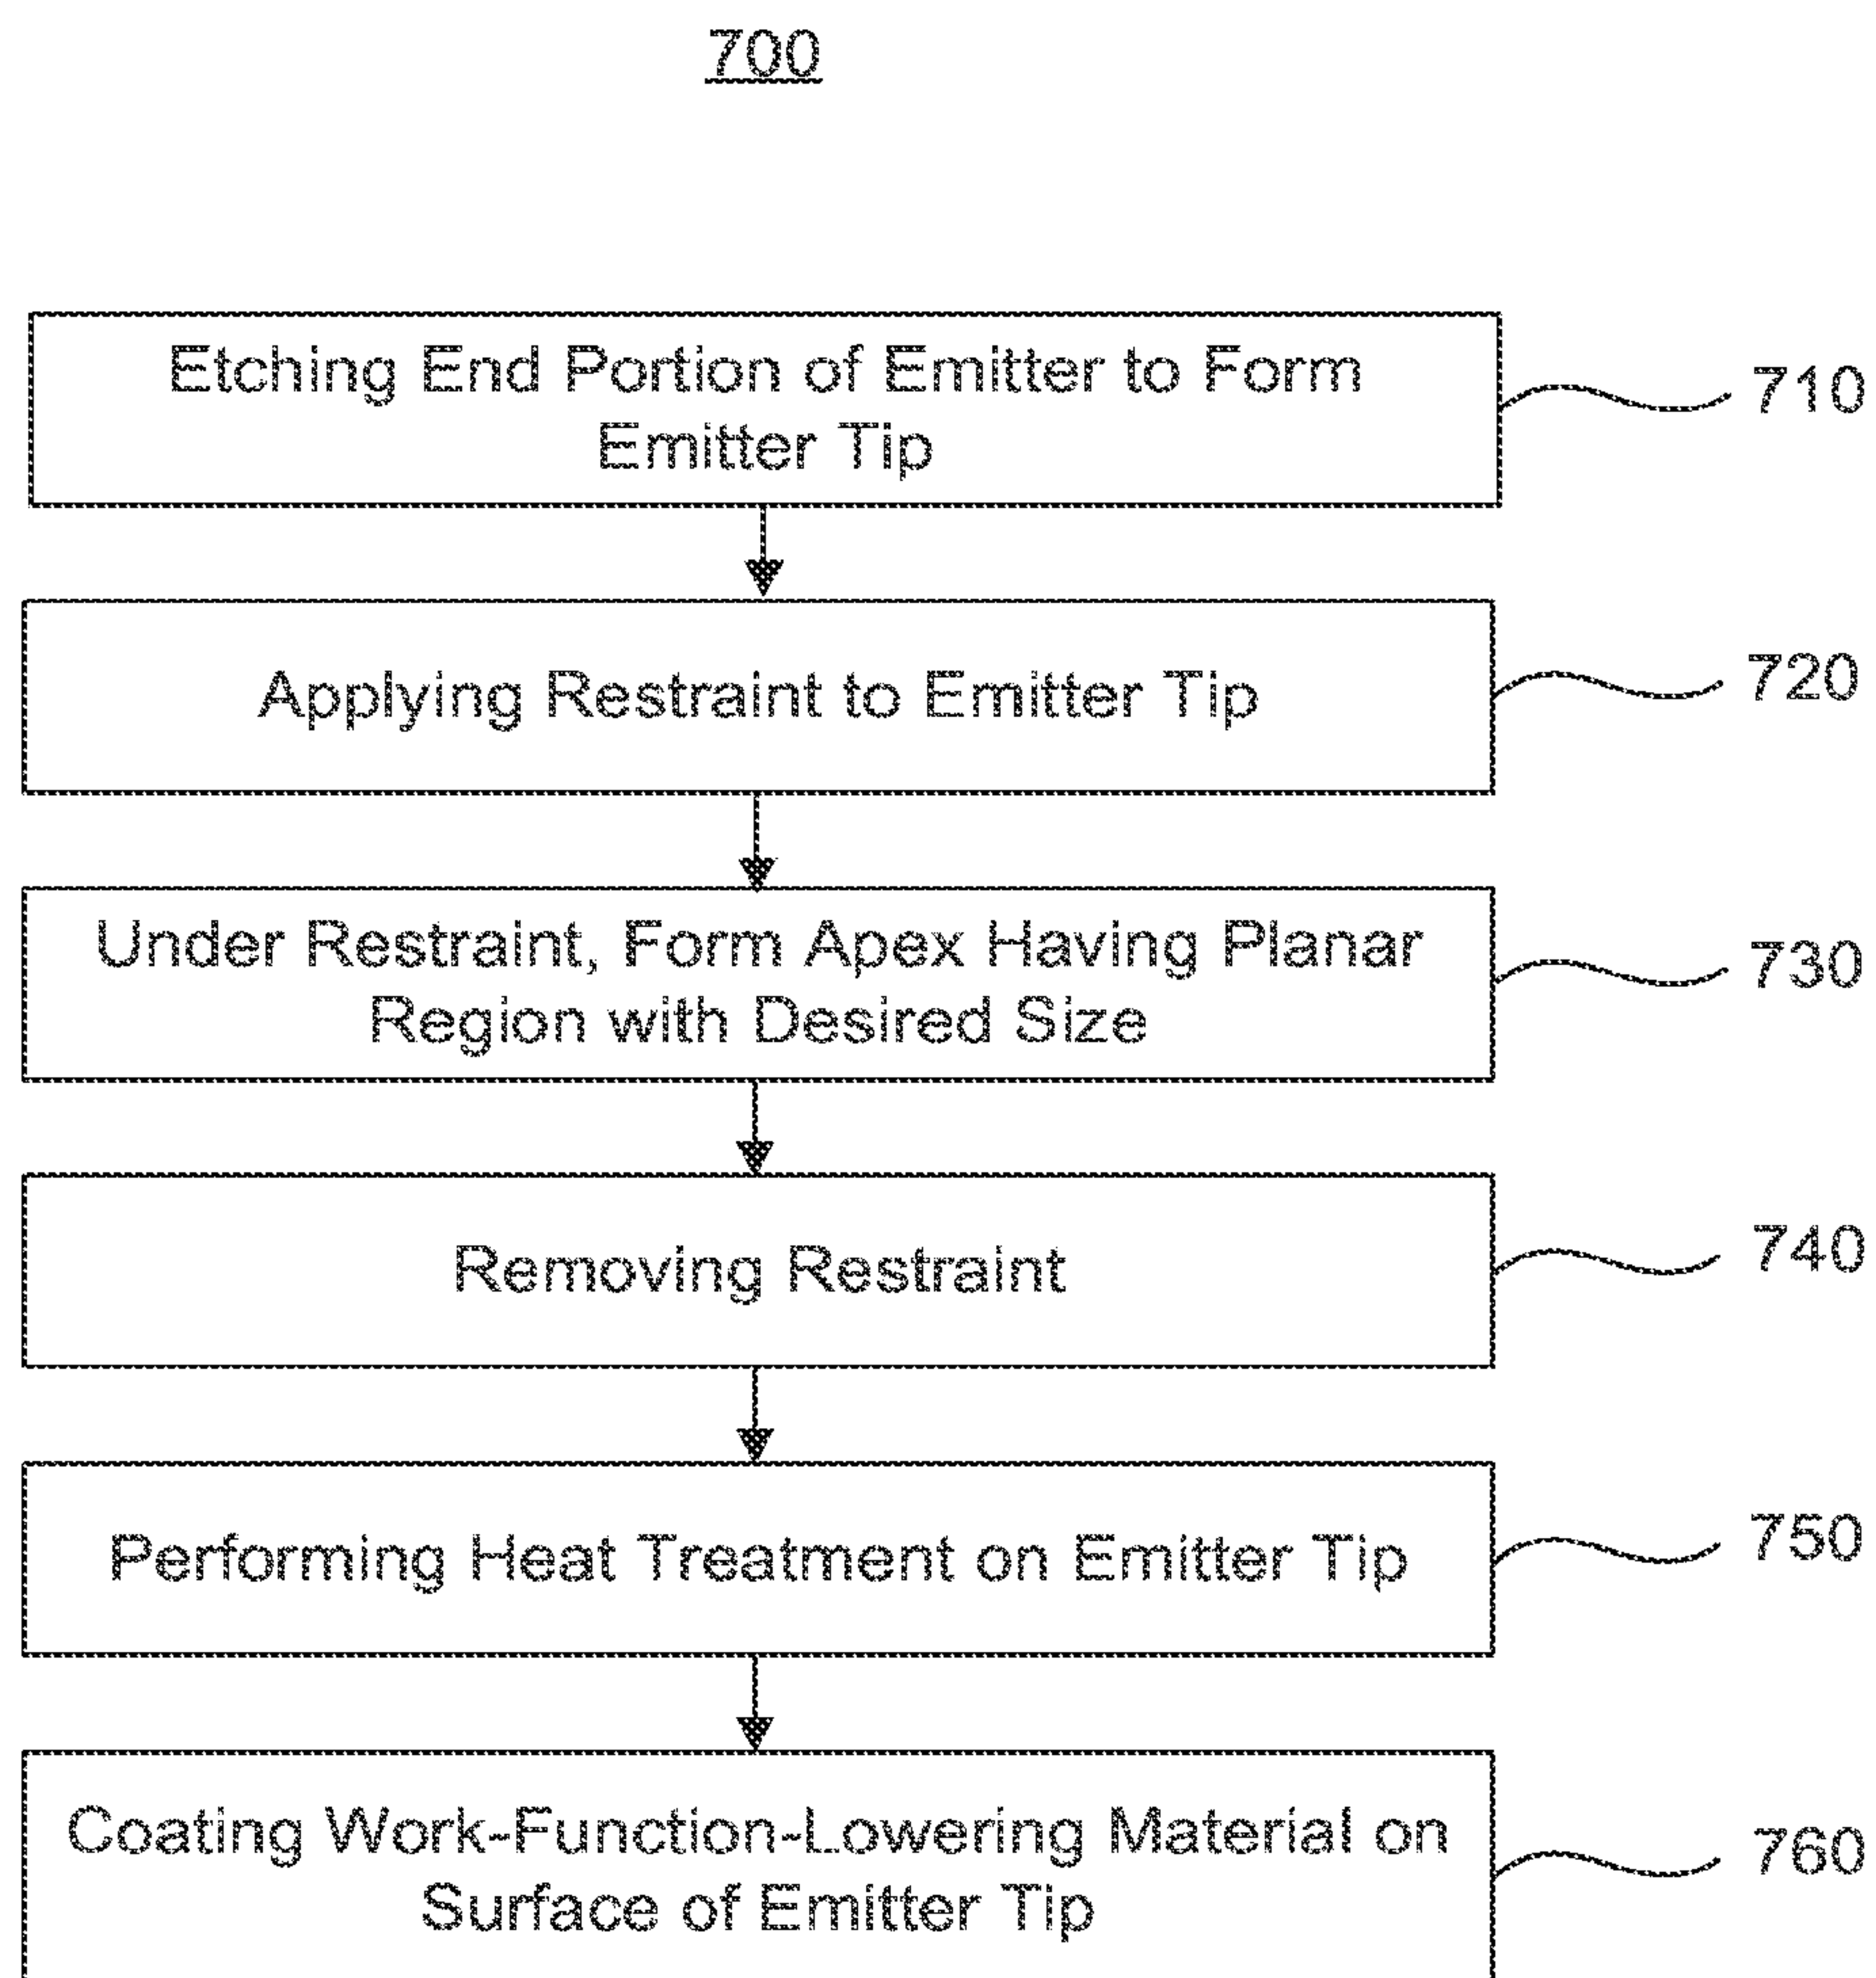 700
Etching End Portion of Emitter to Form
Emitter Tip
710
Applying Restraint to Emitter Tip
720
Under Restraint, Form Apex Having Planar
Region with Desired Size
730
Removing Restraint
740
Performing Heat Treatment on Emitter Tip
750
Coating Work-Function-Lowering Material on
Surface of Emitter Tip
760